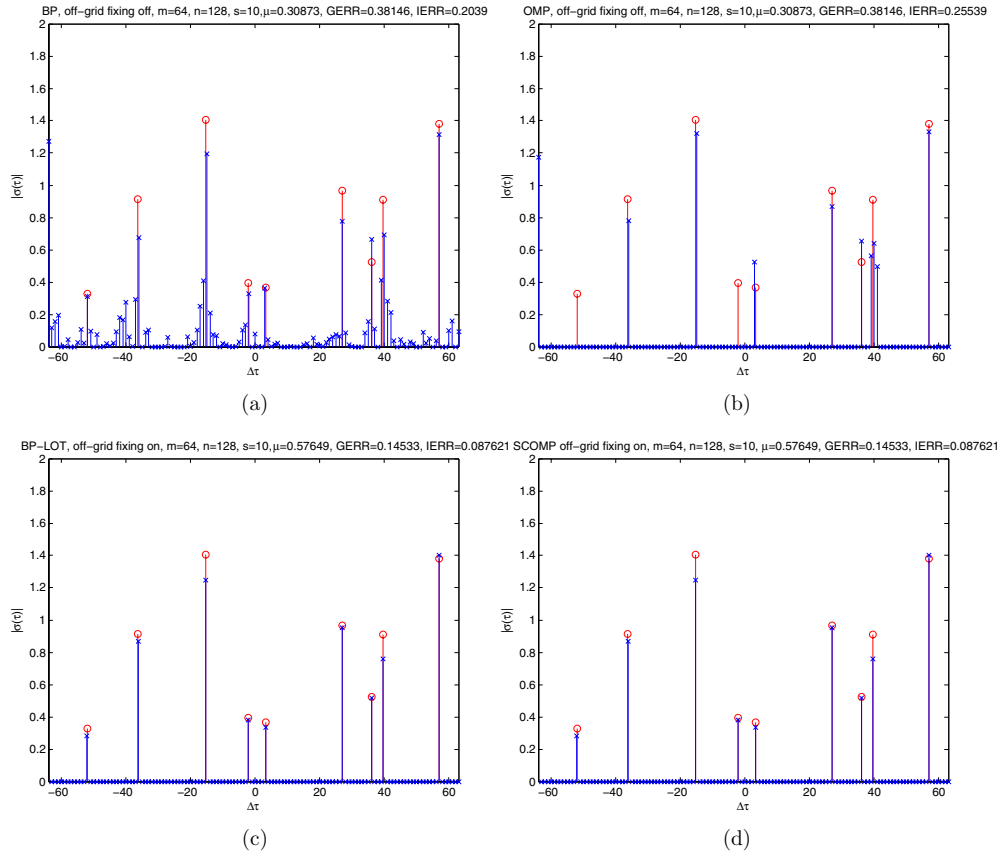 BP, off-grid fixing off, m=64, n=128, s=10,μ=0.30873, GERR=0.38146, IERR=0.2039
2
1.8
1.6
1.4
1.2
1
0.8
0.6
0.4
0.2
0
|σ(τ)|
−60 −40 −20 0 20 40 60
Δτ
(a)
OMP, off-grid fixing off, m=64, n=128, s=10,μ=0.30873, GERR=0.38146, IERR=0.25539
2
1.8
1.6
1.4
1.2
1
0.8
0.6
0.4
0.2
0
|σ(τ)|
−60 −40 −20 0 20 40 60
Δτ
(b)
BP−LOT, off-grid fixing on, m=64, n=128, s=10,μ=0.57649, GERR=0.14533, IERR=0.087621
2
1.8
1.6
1.4
1.2
1
0.8
0.6
0.4
0.2
0
|σ(τ)|
−60 −40 −20 0 20 40 60
Δτ
(c)
SCOMP off-grid fixing on, m=64, n=128, s=10,μ=0.57649, GERR=0.14533, IERR=0.087621
2
1.8
1.6
1.4
1.2
1
0.8
0.6
0.4
0.2
0
|σ(τ)|
−60 −40 −20 0 20 40 60
Δτ
(d)